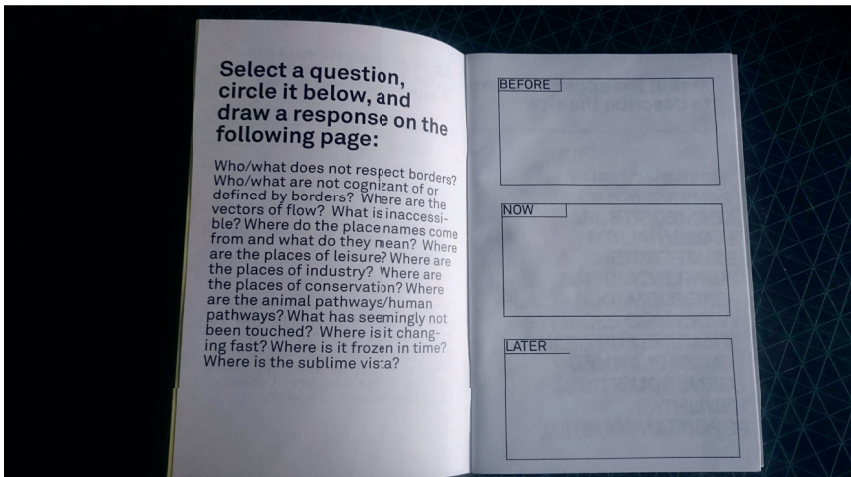 Select a question,
circle it below, and
draw a response on the
following page:
Who/what does not respect borders?
Who/what are not cognizant of or
defined by borders? Where are the
vectors of flow? What is inaccessi-
ble? Where do the placenames come
from and what do they mean? Where
are the places of leisure? Where are
the places of industry? Where are
the places of conservation? Where
are the animal pathways/human
pathways? What has seemingly not
been touched? Where is it chang-
ing fast? Where is it frozen in time?
Where is the sublime vista?
BEFORE
NOW
LATER